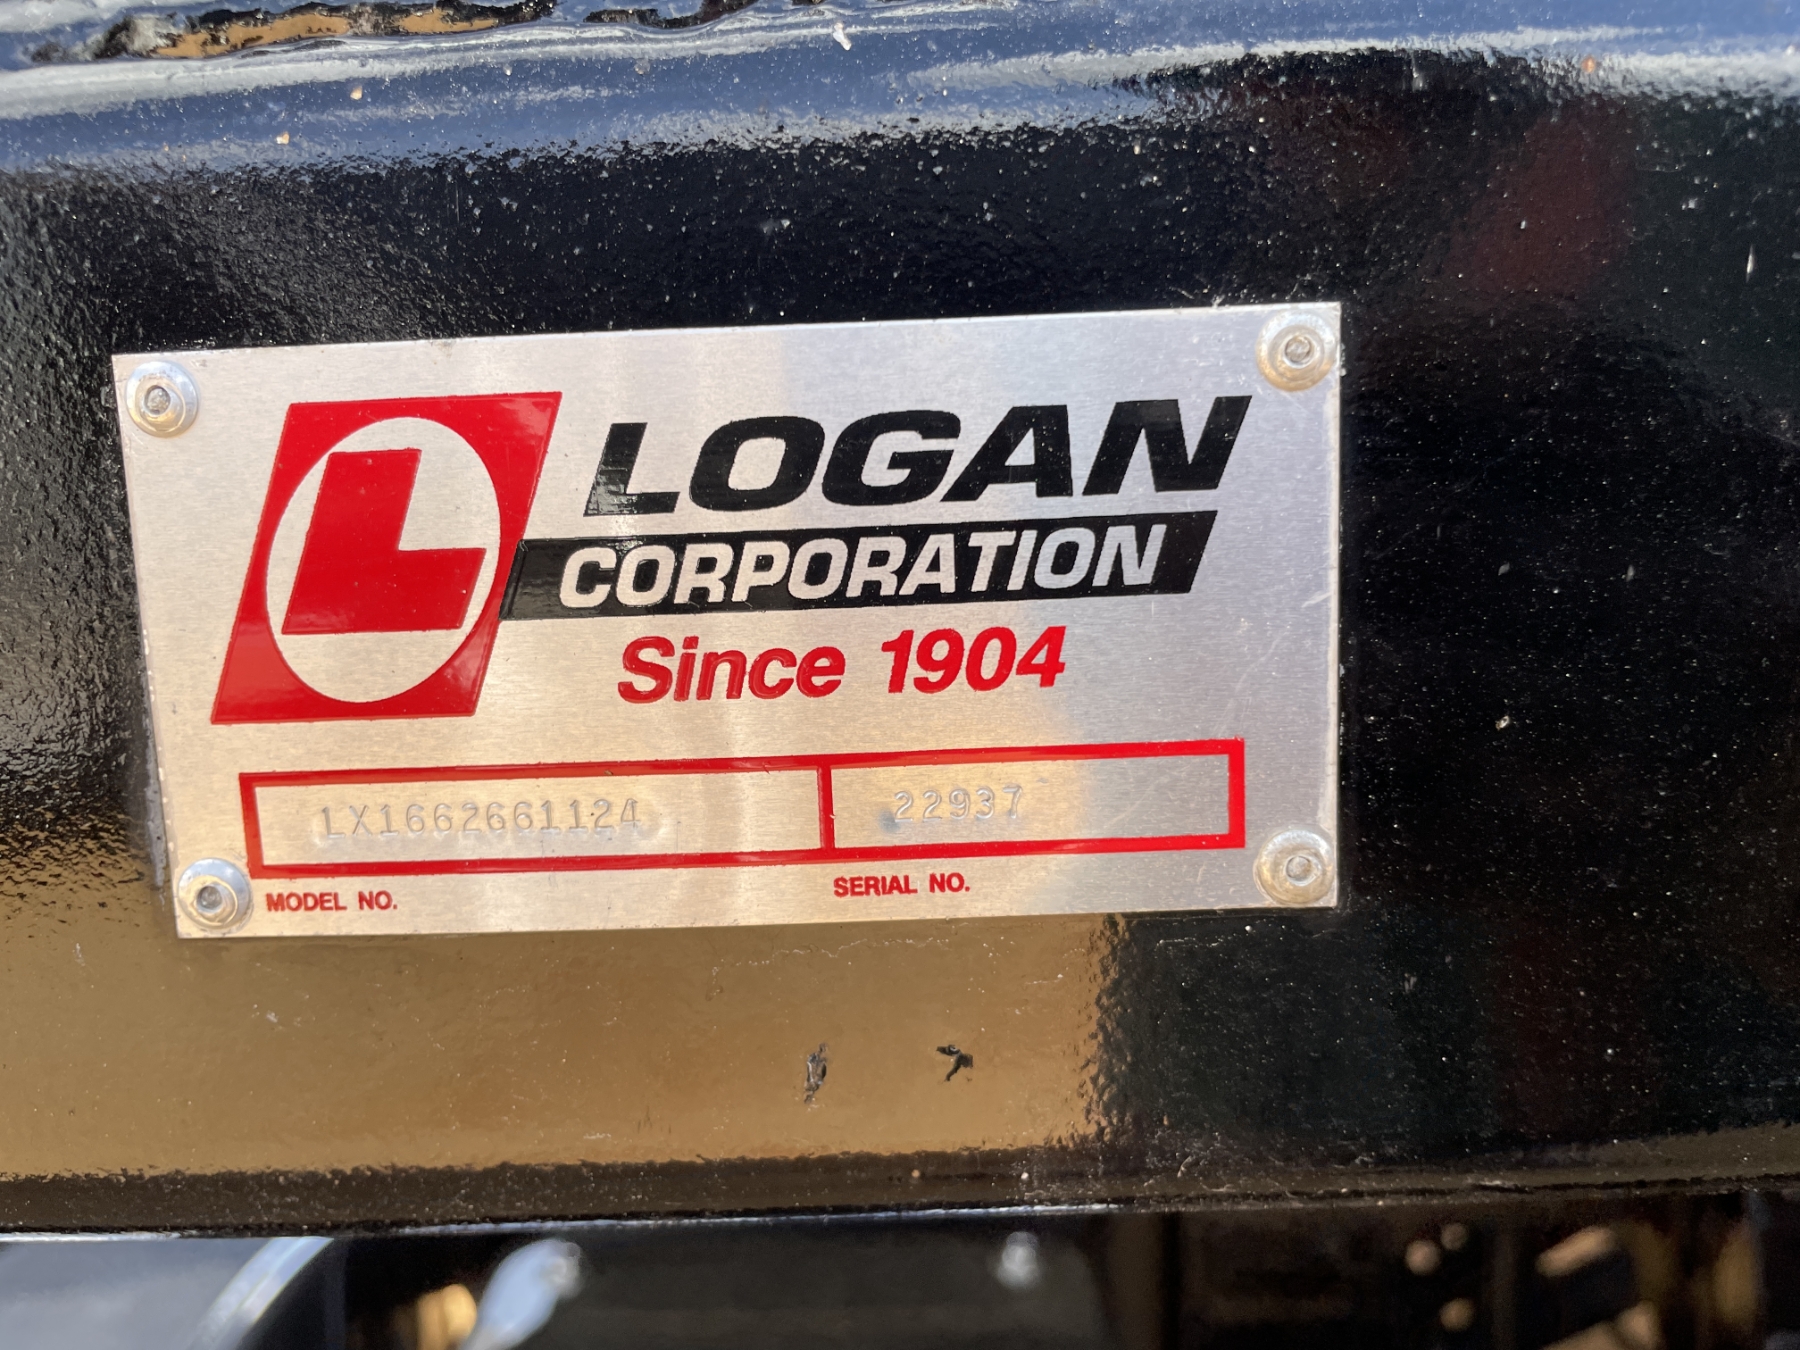 L LOGAN
CORPORATION
Since 1904
LX1662661124 22937
MODEL NO. SERIAL NO.